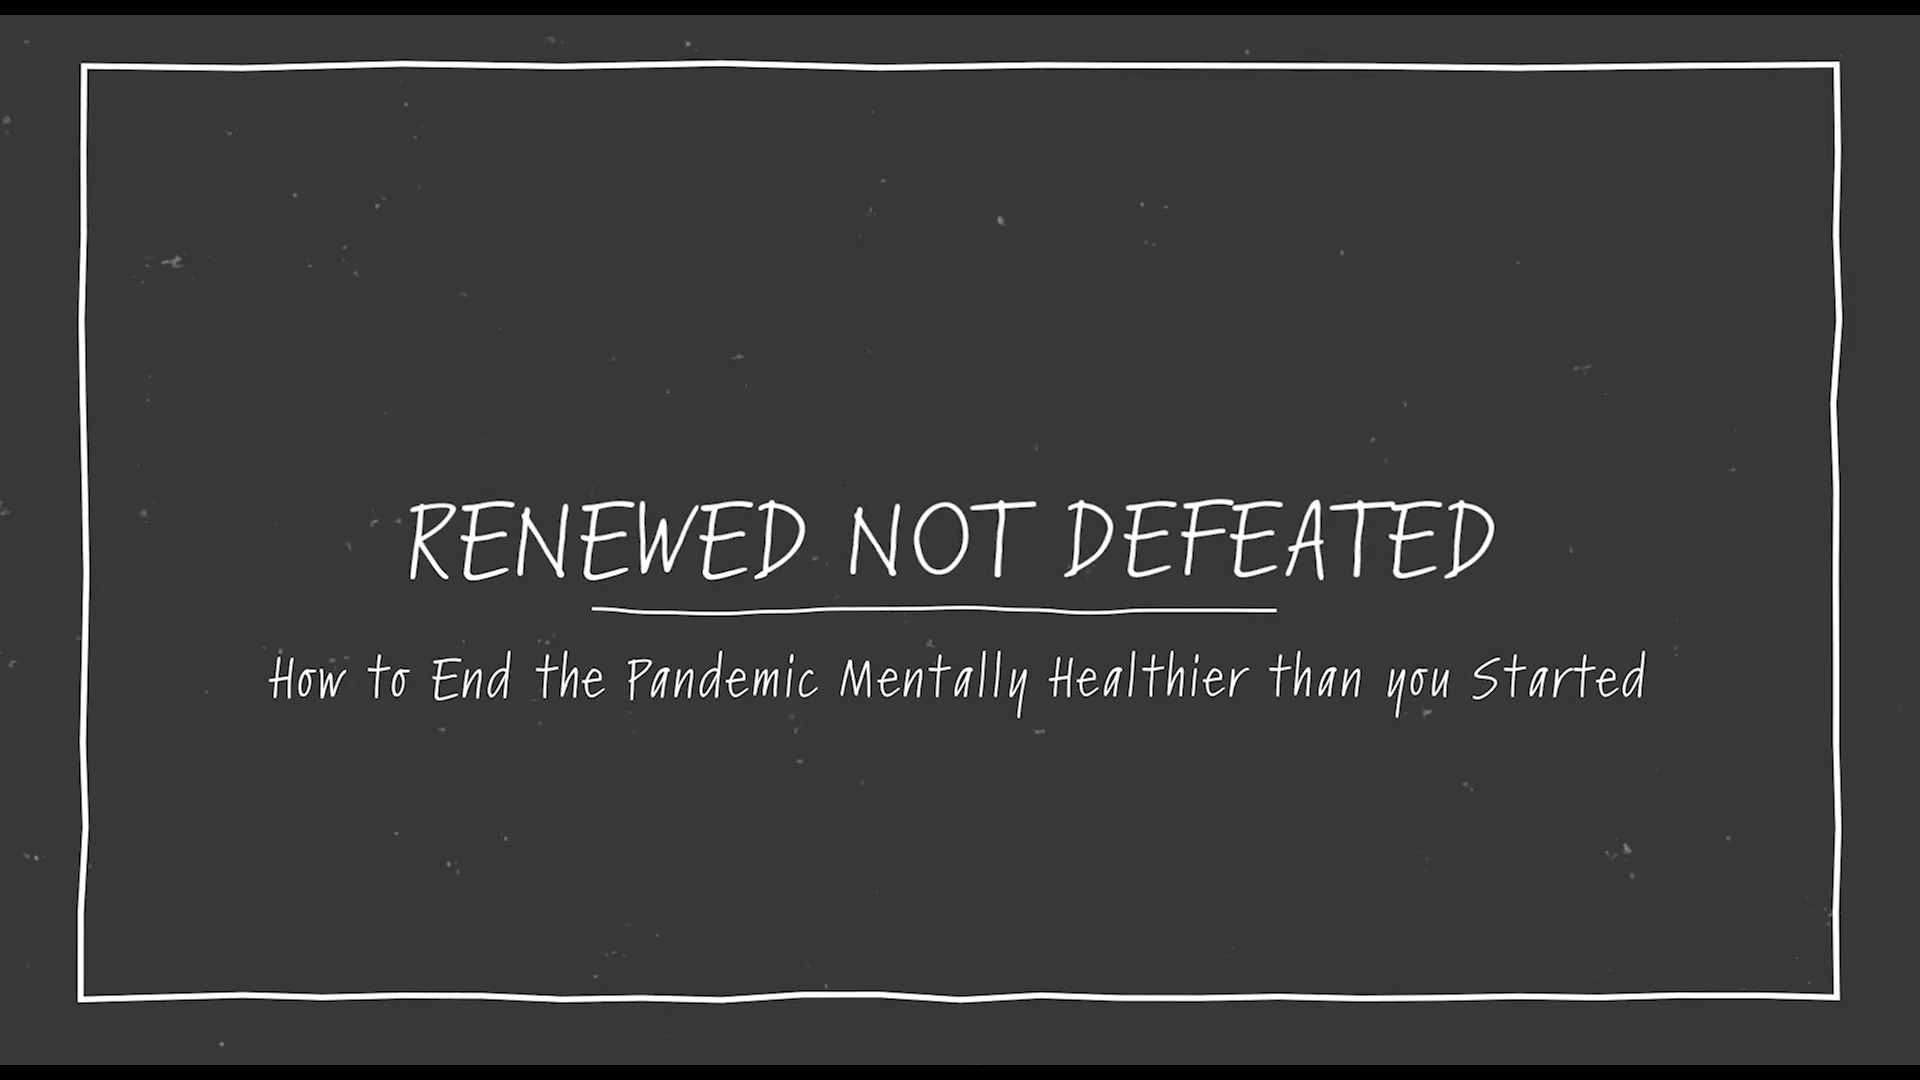 RENEWED NOT DEFEATED
How to End the Pandemic Mentally Healthier than you Started